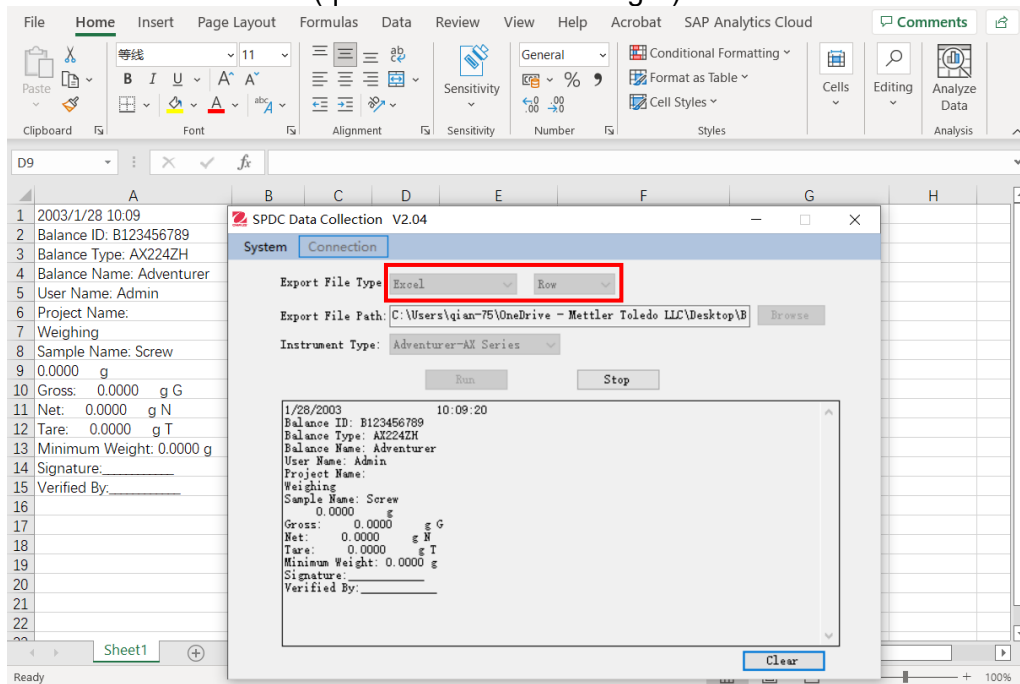 File Home Insert Page Layout Formulas Data Review View Help Acrobat SAP Analytics Cloud Comments
等线 11 General Conditional Formatting
Paste B I U A A ab Sensitivity % 9 Format as Table Cells Editing Analyze Data
A abc A .00 .00 Cell Styles
Clipboard Font Alignment Sensitivity Number Styles Analysis
D9 fx
A B C D E F G H
1 2003/1/28 10:09
2 Balance ID: B123456789
3 Balance Type: AX224ZH
4 Balance Name: Adventurer
5 User Name: Admin
6 Project Name:
7 Weighing
8 Sample Name: Screw
9 0.0000 g
10 Gross: 0.0000 g G
11 Net: 0.0000 g N
12 Tare: 0.0000 g T
13 Minimum Weight: 0.0000 g
14 Signature:____________
15 Verified By:____________
16
17
18
19
20
21
22
SPDC Data Collection V2.04
System Connection
Export File Type Excel Row
Export File Path: C:\Users\qian-75\OneDrive - Mettler Toledo LLC\Desktop\B Browse
Instrument Type: Adventurer-AX Series
Run Stop
1/28/2003 10:09:20
Balance ID: B123456789
Balance Type: AX224ZH
Balance Name: Adventurer
User Name: Admin
Project Name:
Weighing
Sample Name: Screw
0.0000 g
Gross: 0.0000 g G
Net: 0.0000 g N
Tare: 0.0000 g T
Minimum Weight: 0.0000 g
Signature:____________
Verified By:____________
Clear
Sheet1
Ready 100%